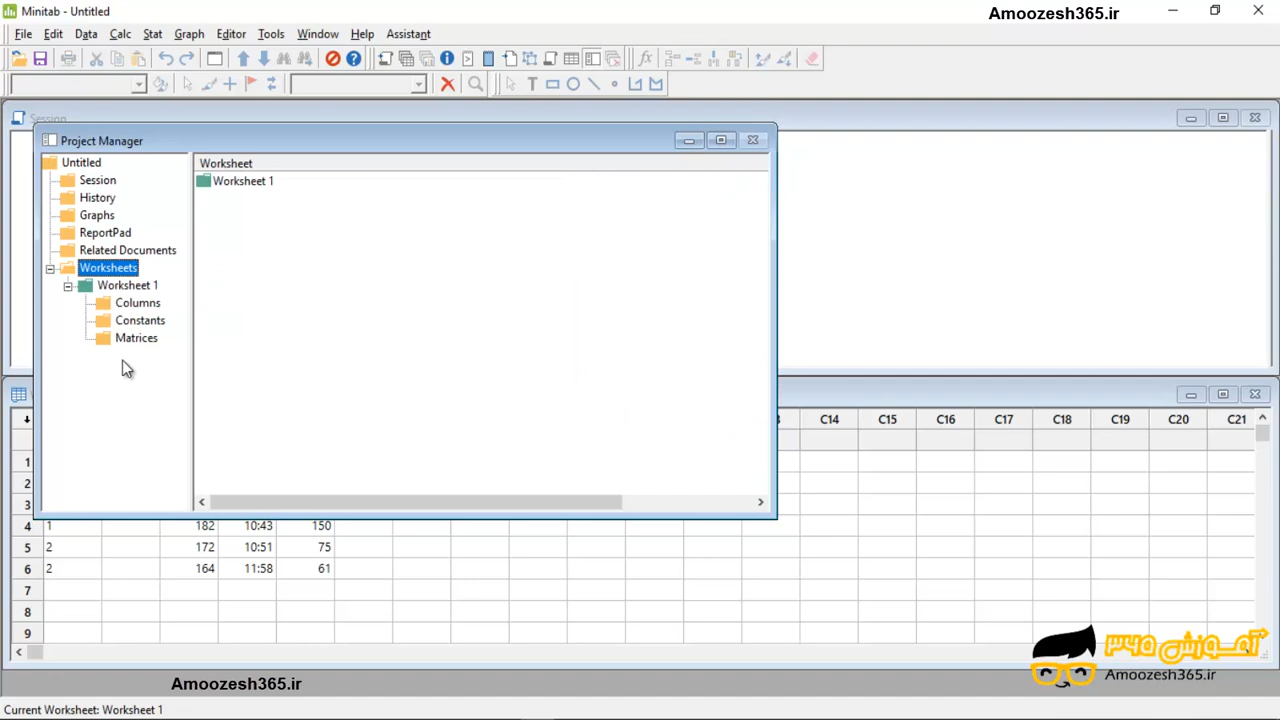 Minitab - Untitled
Amoozesh365.ir
File Edit Data Calc Stat Graph Editor Tools Window Help Assistant
Session
Project Manager
Untitled
Session
History
Graphs
ReportPad
Related Documents
Worksheets
Worksheet 1
Columns
Constants
Matrices
Worksheet
Worksheet 1
C14 C15 C16 C17 C18 C19 C20 C21
1
2
3
4 1 182 10:43 150
5 2 172 10:51 75
6 2 164 11:58 61
7
8
9
آموزش ۳۶۵
Amoozesh365.ir
Amoozesh365.ir
Current Worksheet: Worksheet 1